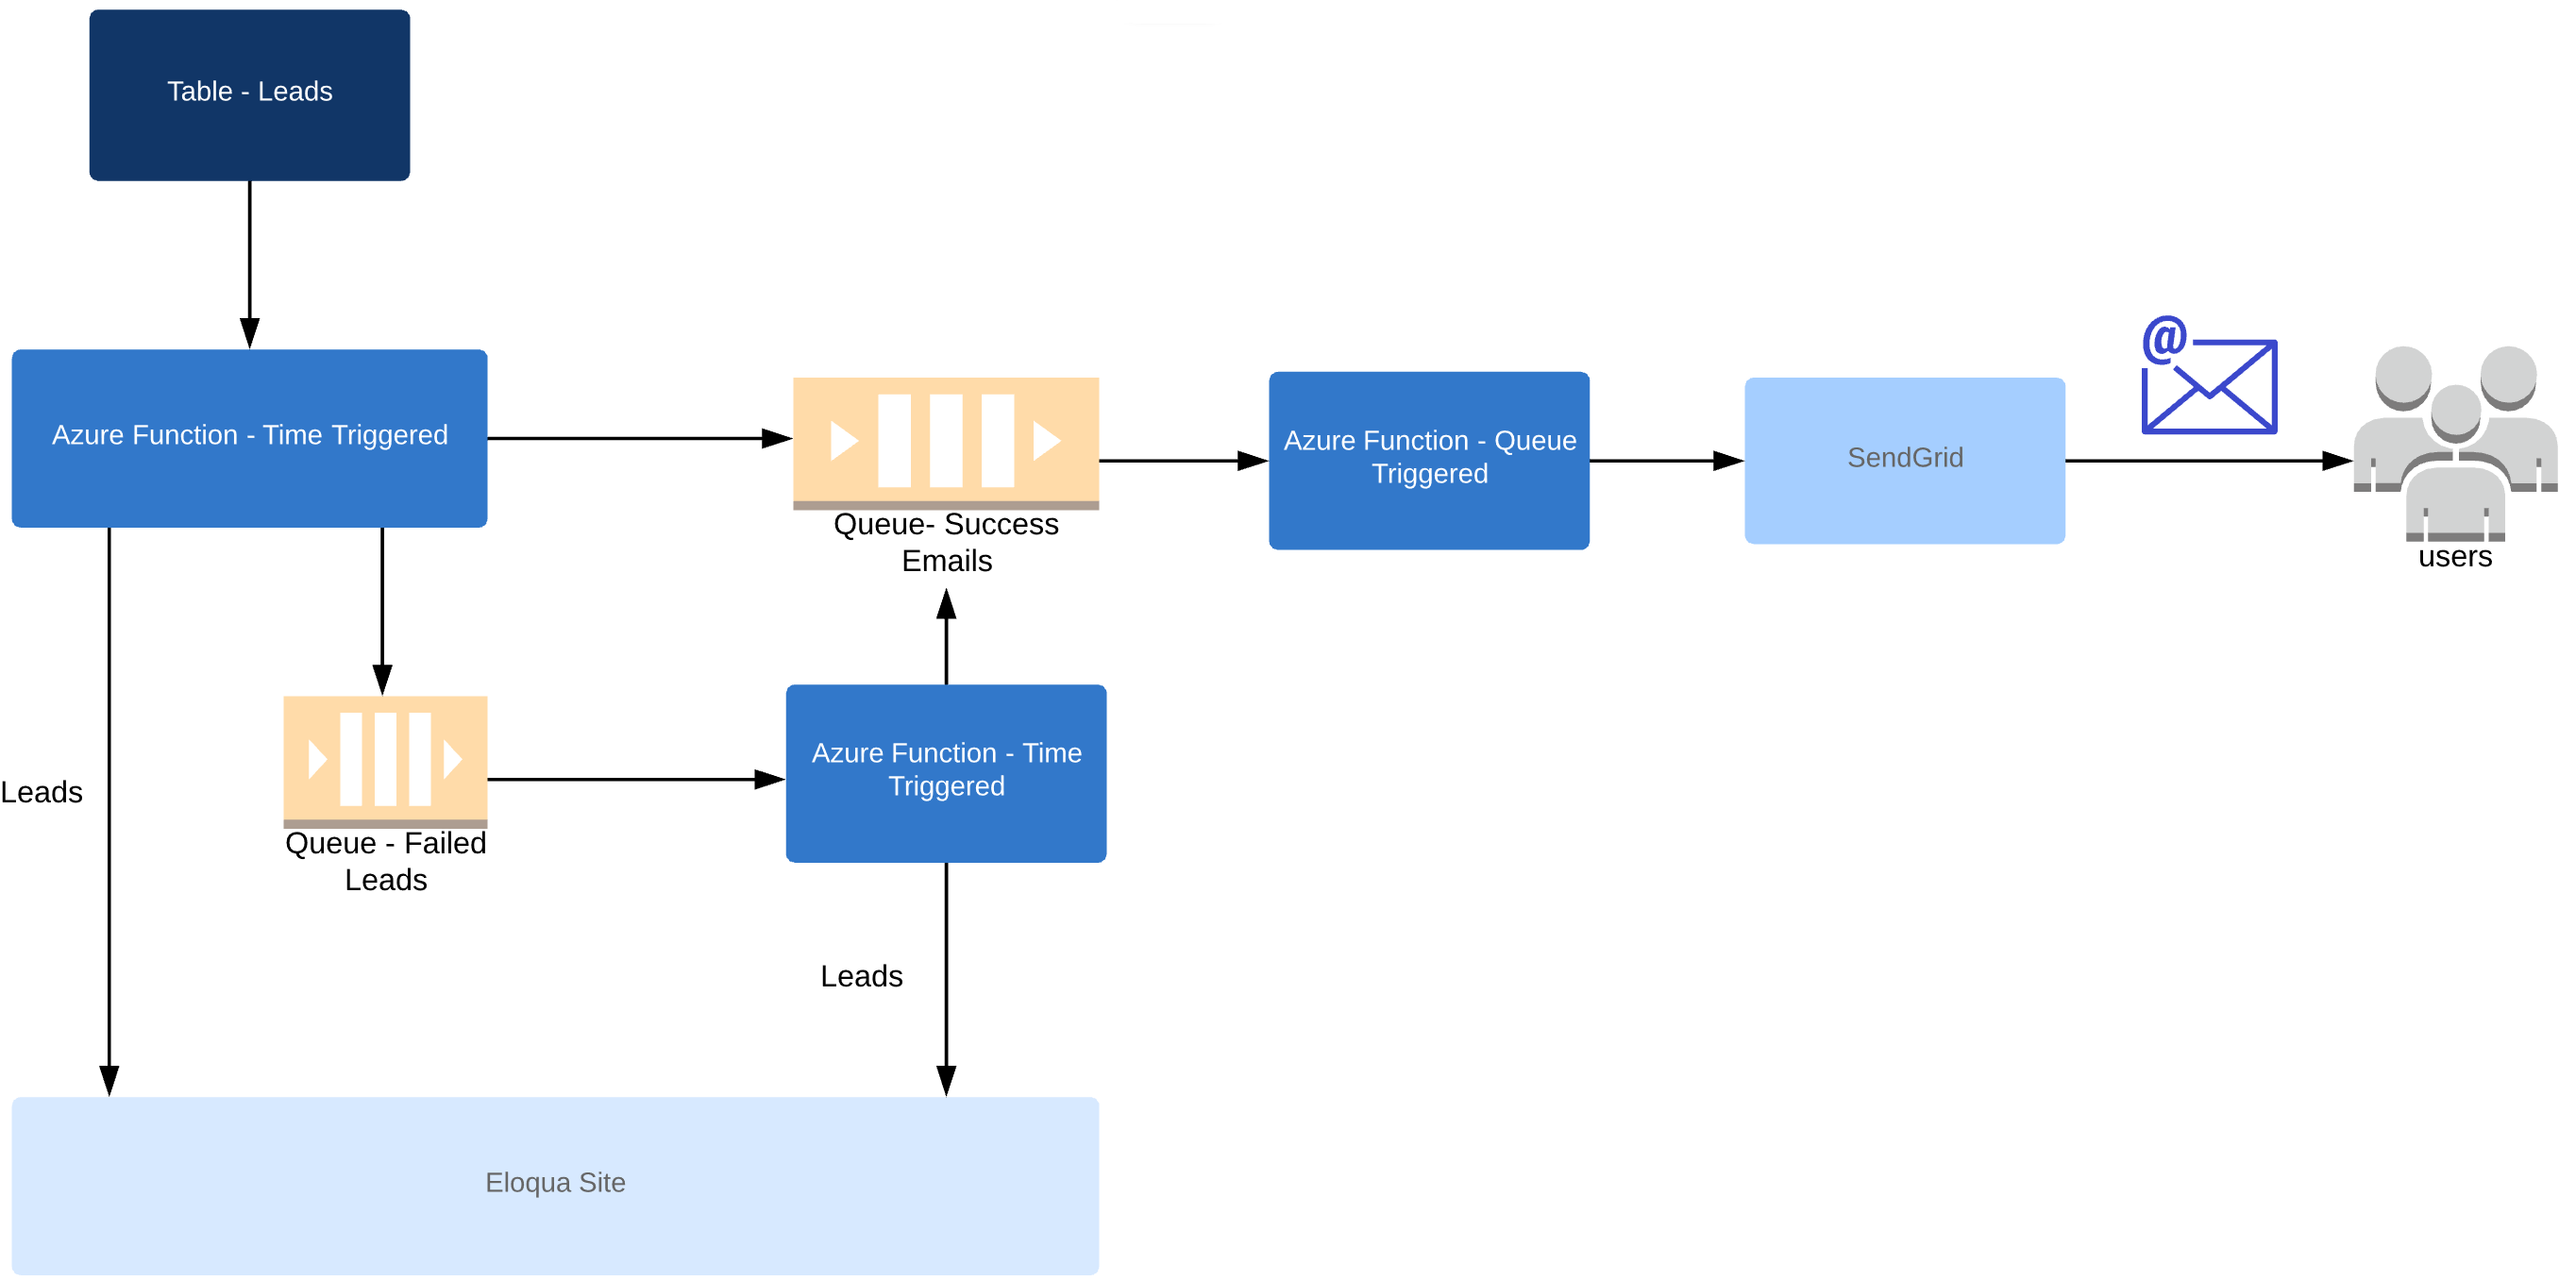 Table - Leads
Azure Function - Time Triggered
Queue- Success
Emails
Azure Function - Queue
Triggered
SendGrid
@
users
Leads
Queue - Failed
Leads
Azure Function - Time
Triggered
Leads
Eloqua Site